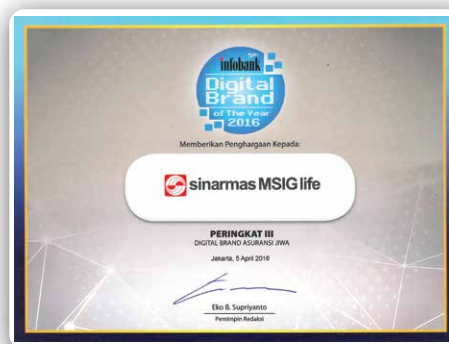 infobank
Digital
Brand
of The Year
2016
Memberikan Penghargaan Kepada:
sinarmas MSIG life
PERINGKAT III
DIGITAL BRAND ASURANSI JIWA
Jakarta, 5 April 2016
Eko B. Supriyanto
Pemimpin Redaksi